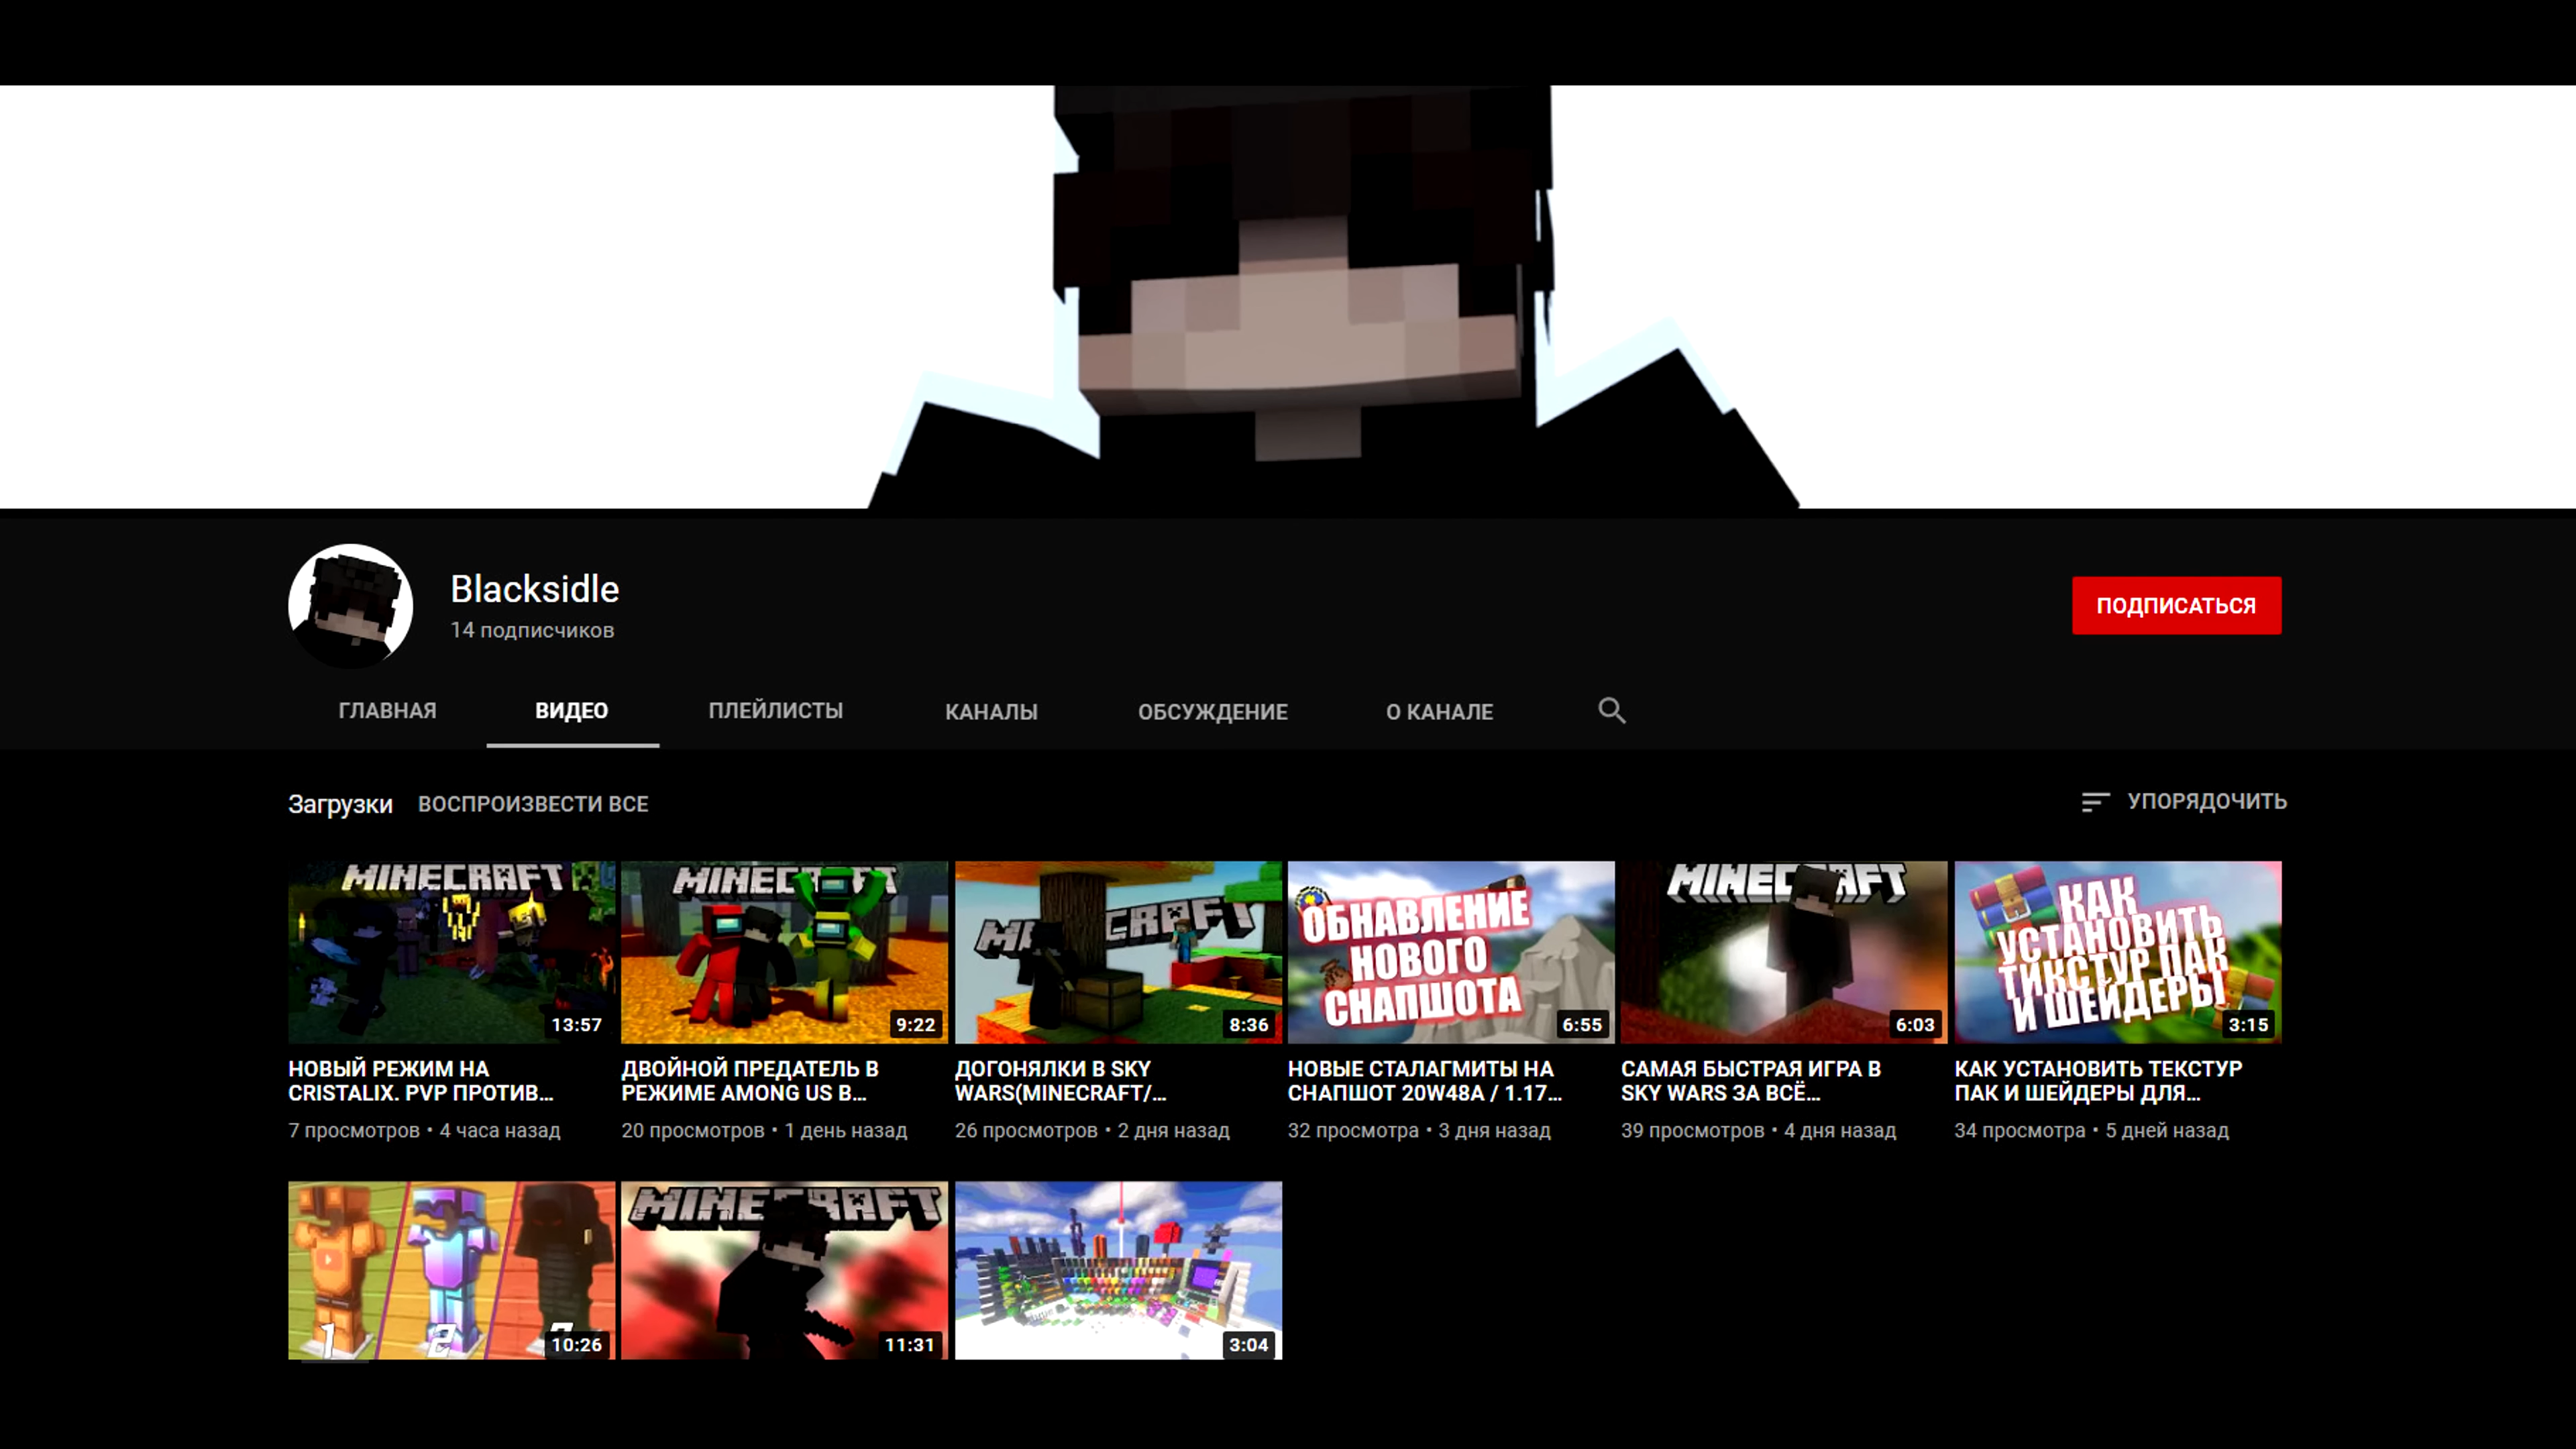 Blacksidle
14 подписчиков
ПОДПИСАТЬСЯ
ГЛАВНАЯ
ВИДЕО
ПЛЕЙЛИСТЫ
КАНАЛЫ
ОБСУЖДЕНИЕ
О КАНАЛЕ
Загрузки
ВОСПРОИЗВЕСТИ ВСЕ
УПОРЯДОЧИТЬ
MINECRAFT
13:57
НОВЫЙ РЕЖИМ НА
CRISTALIX. PVP ПРОТИВ...
7 просмотров • 4 часа назад
9:22
ДВОЙНОЙ ПРЕДАТЕЛЬ В
РЕЖИМЕ AMONG US В...
20 просмотров • 1 день назад
8:36
ДОГОНЯЛКИ В SKY
WARS(MINECRAFT/...
26 просмотров • 2 дня назад
ОБНАВЛЕНИЕ
НОВОГО
СНАПШОТА
6:55
НОВЫЕ СТАЛАГМИТЫ НА
СНАПШОТ 20W48A / 1.17...
32 просмотра • 3 дня назад
6:03
САМАЯ БЫСТРАЯ ИГРА В
SKY WARS ЗА ВСЁ...
39 просмотров • 4 дня назад
КАК
УСТАНОВИТЬ
ТИКСТУР ПАК
И ШЕЙДЕРЫ
3:15
КАК УСТАНОВИТЬ ТЕКСТУР
ПАК И ШЕЙДЕРЫ ДЛЯ...
34 просмотра • 5 дней назад
1
2
10:26
11:31
3:04